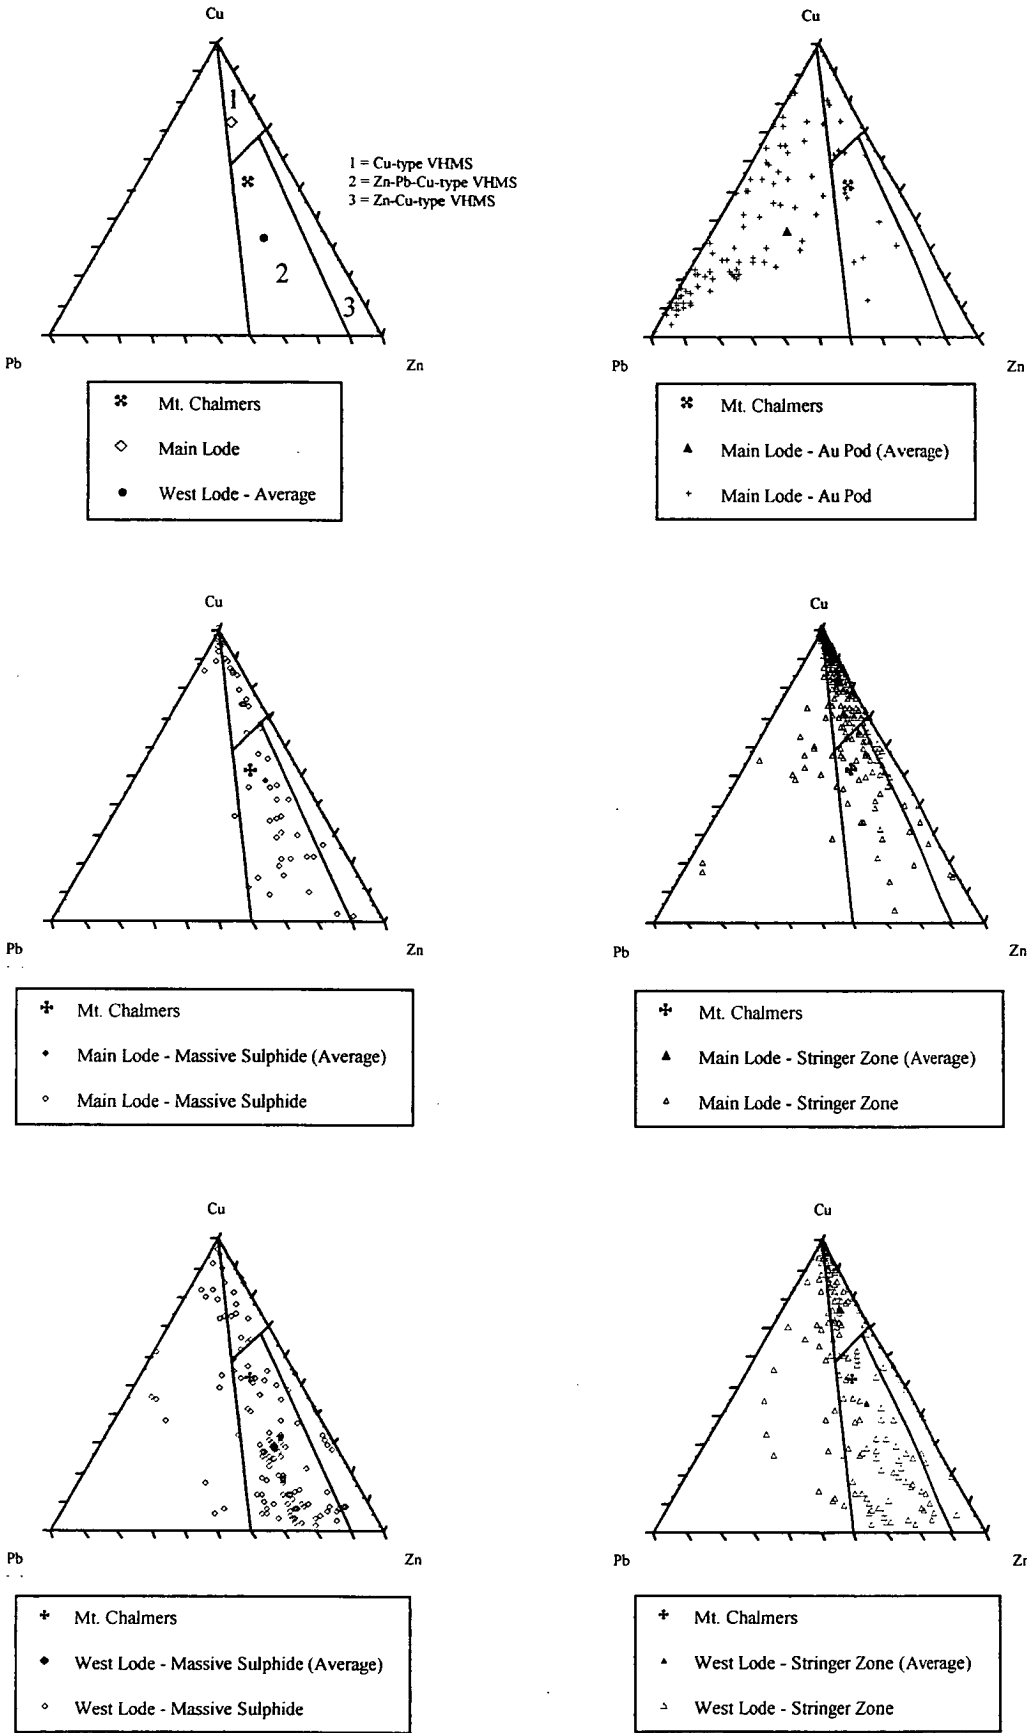 Cu
1
2
3
Pb
Zn
1 = Cu-type VHMS
2 = Zn-Pb-Cu-type VHMS
3 = Zn-Cu-type VHMS
Mt. Chalmers
Main Lode
West Lode - Average
Cu
Pb
Zn
Mt. Chalmers
Main Lode - Au Pod (Average)
Main Lode - Au Pod
Cu
Pb
Zn
Mt. Chalmers
Main Lode - Massive Sulphide (Average)
Main Lode - Massive Sulphide
Cu
Pb
Zn
Mt. Chalmers
Main Lode - Stringer Zone (Average)
Main Lode - Stringer Zone
Cu
Pb
Zn
Mt. Chalmers
West Lode - Massive Sulphide (Average)
West Lode - Massive Sulphide
Cu
Pb
Zn
Mt. Chalmers
West Lode - Stringer Zone (Average)
West Lode - Stringer Zone